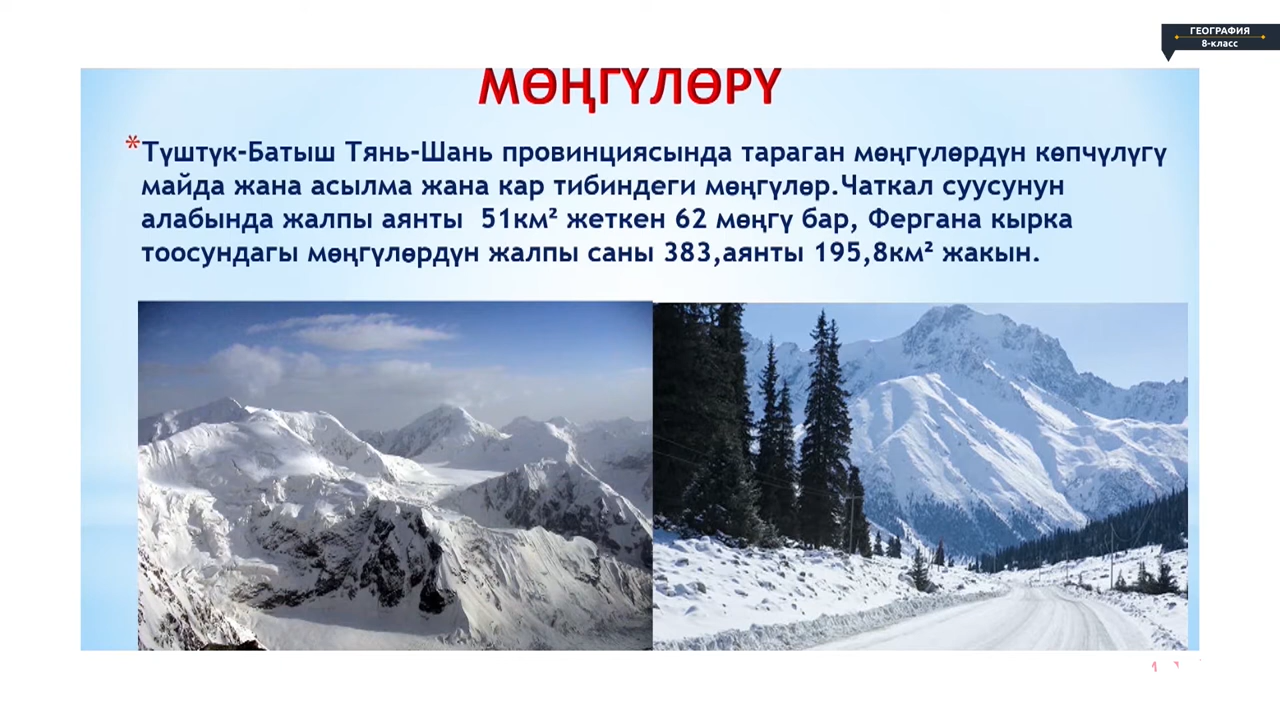 ГЕОГРАФИЯ
8-класс
МӨҢГҮЛӨРҮ
*Түштүк-Батыш Тянь-Шань провинциясында тараган мөңгүлөрдүн көпчүлүгү
майда жана асылма жана кар тибиндеги мөңгүлөр.Чаткал суусунун
алабында жалпы аянты 51км² жеткен 62 мөңгү бар, Фергана кырка
тоосундагы мөңгүлөрдүн жалпы саны 383,аянты 195,8км² жакын.